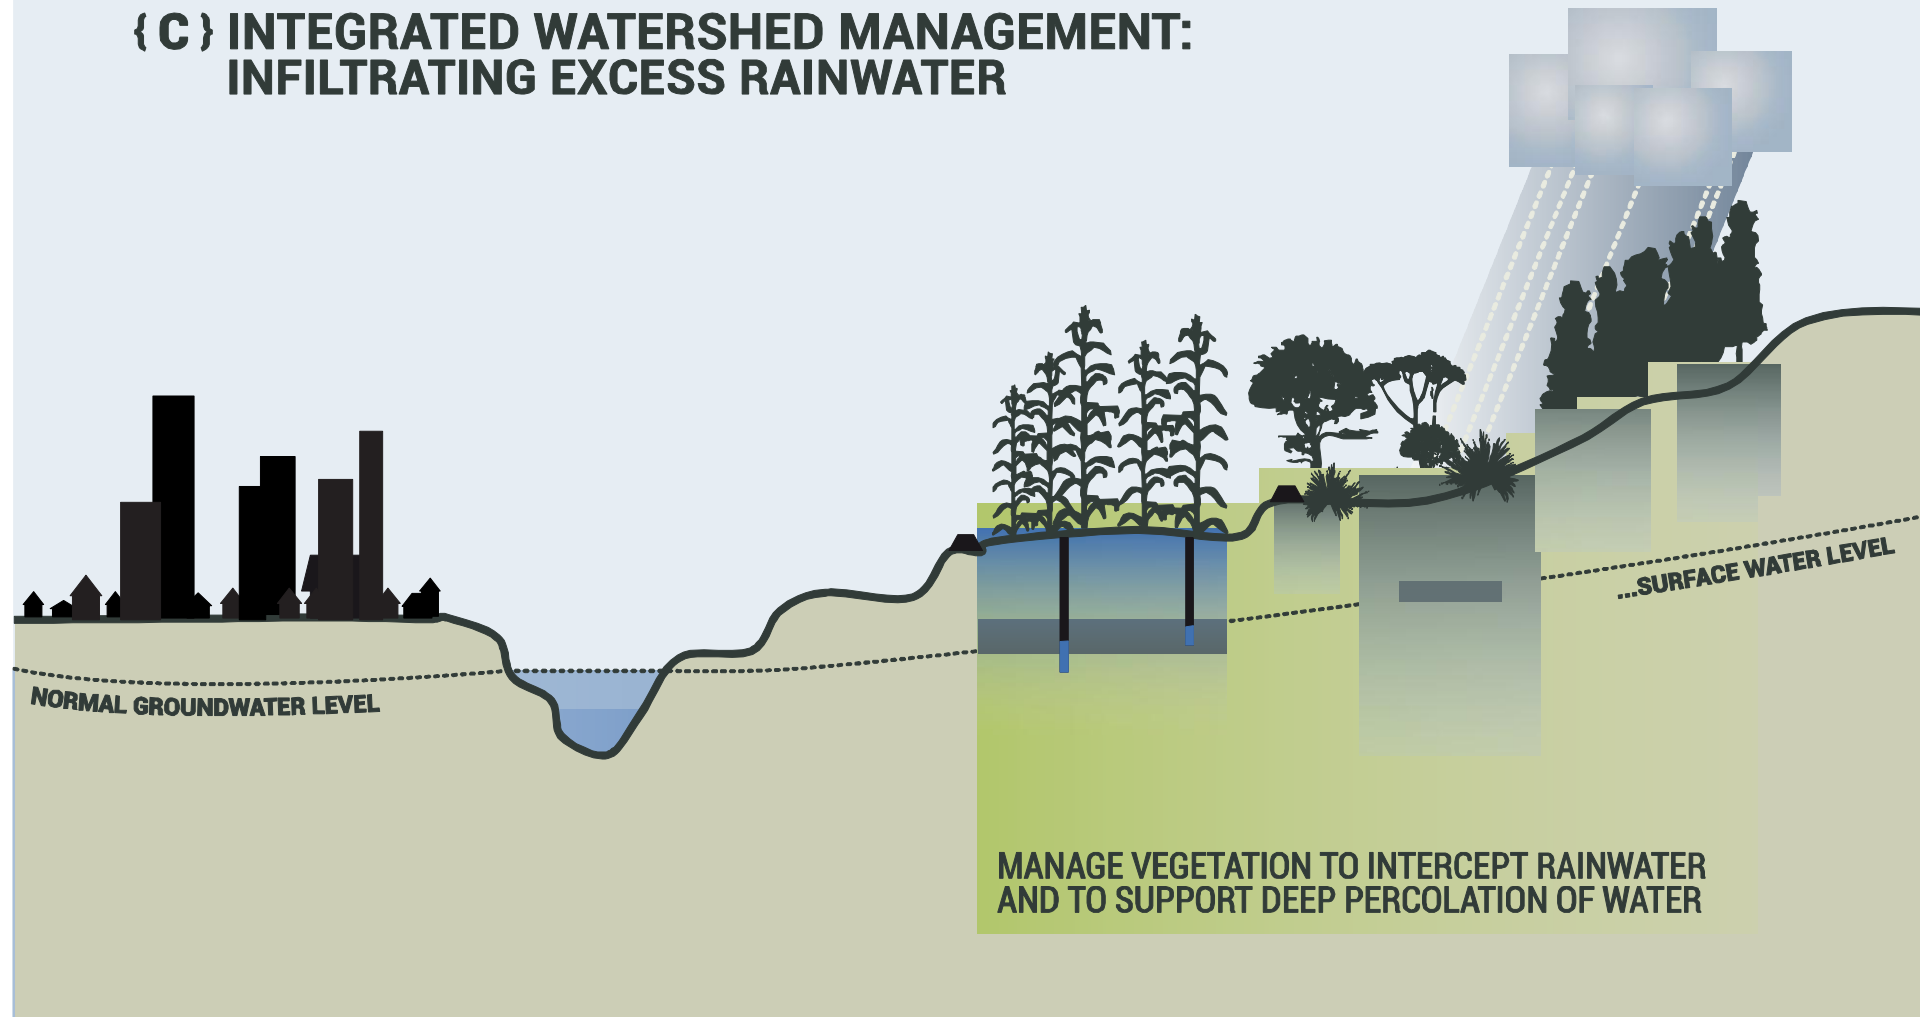 { C } INTEGRATED WATERSHED MANAGEMENT:
INFILTRATING EXCESS RAINWATER
NORMAL GROUNDWATER LEVEL
....SURFACE WATER LEVEL
MANAGE VEGETATION TO INTERCEPT RAINWATER
AND TO SUPPORT DEEP PERCOLATION OF WATER